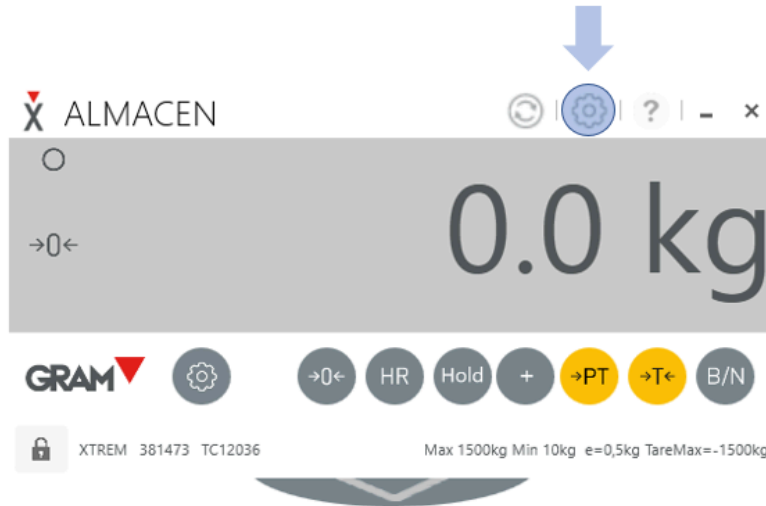 X ALMACEN ?
→0←
0.0 kg
GRAM →0← HR Hold + →PT →T← B/N
XTREM 381473 TC12036 Max 1500kg Min 10kg e=0,5kg TareMax=-1500kg